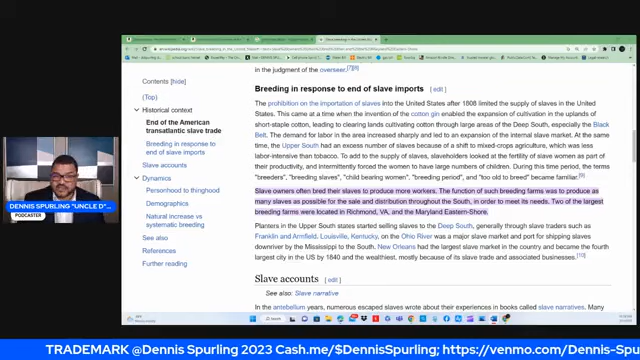 in the judgment of the overseer.[7][8]
Contents [hide]
(Top)
Historical context
End of the American
transatlantic slave trade
Breeding in response to
end of slave imports
Slave accounts
Dynamics
Personhood to thinghood
Demographics
Natural increase vs
systematic breeding
See also
References
Further reading
Breeding in response to end of slave imports [ edit ]
The prohibition on the importation of slaves into the United States after 1808 limited the supply of slaves in the United
States. This came at a time when the invention of the cotton gin enabled the expansion of cultivation in the uplands of
short-staple cotton, leading to clearing lands cultivating cotton through large areas of the Deep South, especially the Black
Belt. The demand for labor in the area increased sharply and led to an expansion of the internal slave market. At the same
time, the Upper South had an excess number of slaves because of a shift to mixed-crops agriculture, which was less
labor-intensive than tobacco. To add to the supply of slaves, slaveholders looked at the fertility of slave women as part of
their productivity, and intermittently forced the women to have large numbers of children. During this time period, the terms
"breeders", "breeding slaves", "child bearing women", "breeding period", and "too old to breed" became familiar.[9]
Slave owners often bred their slaves to produce more workers. The function of such breeding farms was to produce as
many slaves as possible for the sale and distribution throughout the South, in order to meet its needs. Two of the largest
breeding farms were located in Richmond, VA, and the Maryland Eastern-Shore.
Planters in the Upper South states started selling slaves to the Deep South, generally through slave traders such as
Franklin and Armfield. Louisville, Kentucky, on the Ohio River was a major slave market and port for shipping slaves
downriver by the Mississippi to the South. New Orleans had the largest slave market in the country and became the fourth
largest city in the US by 1840 and the wealthiest, mostly because of its slave trade and associated businesses.[10]
Slave accounts [ edit ]
See also: Slave narrative
In the antebellum years, numerous escaped slaves wrote about their experiences in books called slave narratives. Many
DENNIS SPURLING "UNCLE D"
PODCASTER
Search
TRADEMARK @Dennis Spurling 2023 Cash.me/$DennisSpurling; https://venmo.com/Dennis-Sp